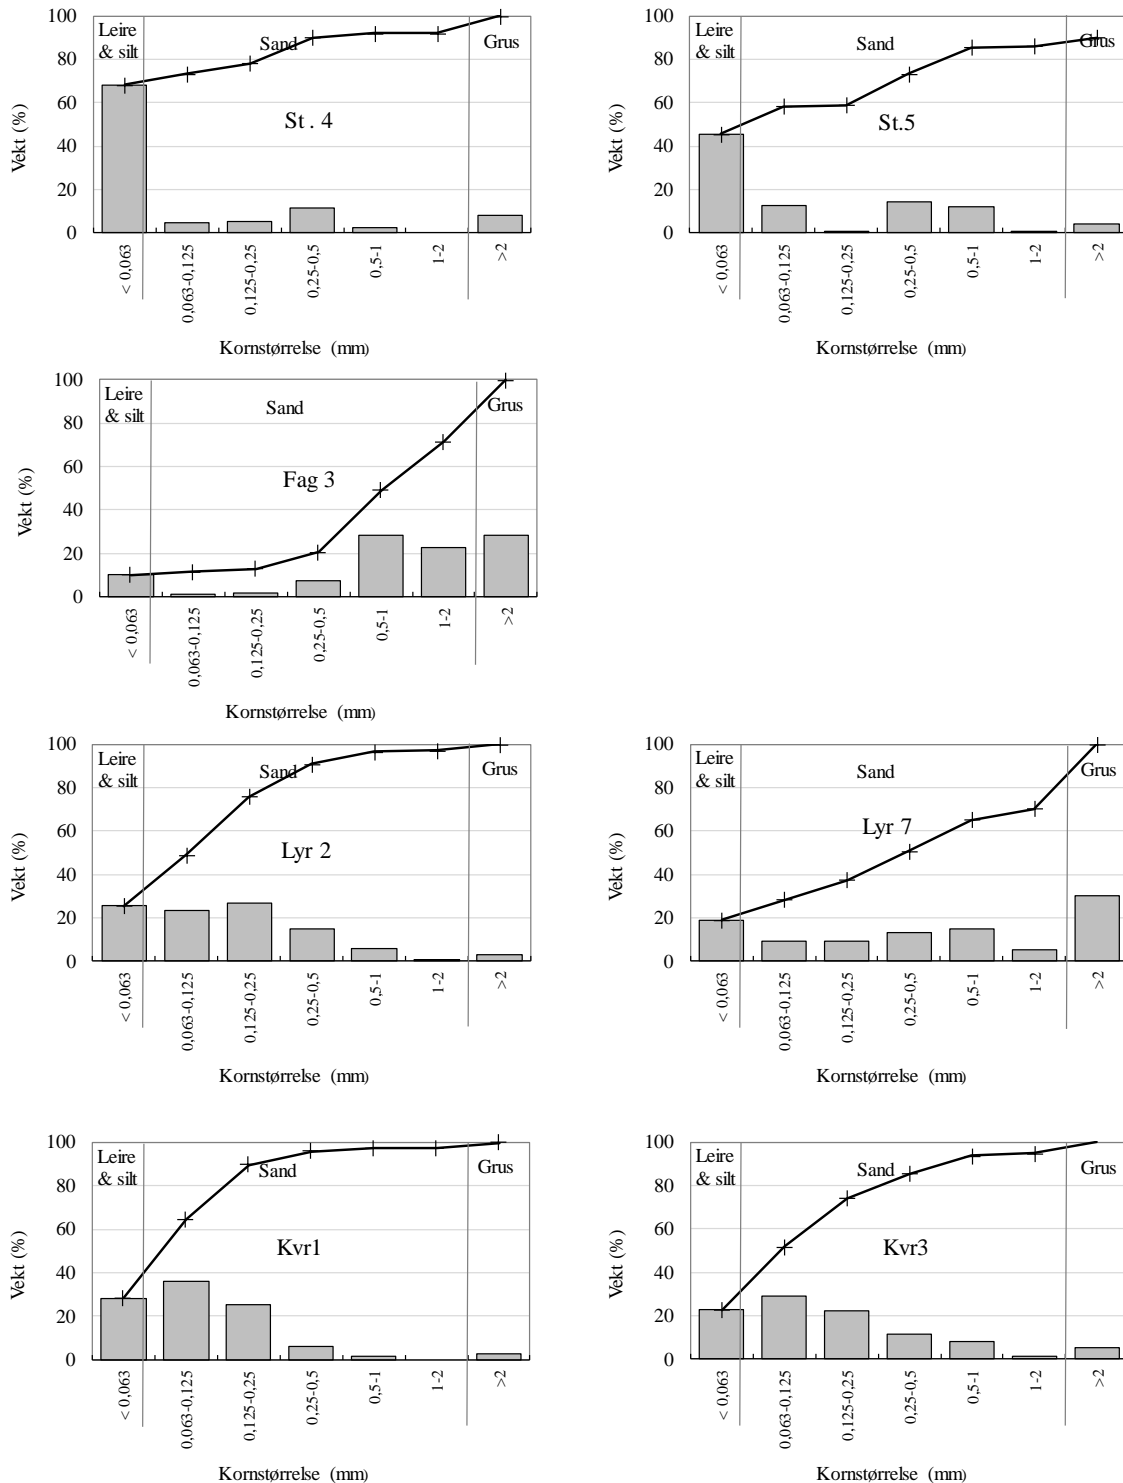 100
80
60
40
20
0
Vekt (%)
Leire
& silt
Sand
Grus
St . 4
< 0,063
0,063-0,125
0,125-0,25
0,25-0,5
0,5-1
1-2
>2
Kornstørrelse (mm)
100
80
60
40
20
0
Vekt (%)
Leire
& silt
Sand
Grus
St.5
< 0,063
0,063-0,125
0,125-0,25
0,25-0,5
0,5-1
1-2
>2
Kornstørrelse (mm)
100
80
60
40
20
0
Vekt (%)
Leire
& silt
Sand
Grus
Fag 3
< 0,063
0,063-0,125
0,125-0,25
0,25-0,5
0,5-1
1-2
>2
Kornstørrelse (mm)
100
80
60
40
20
0
Vekt (%)
Leire
& silt
Sand
Grus
Lyr 2
< 0,063
0,063-0,125
0,125-0,25
0,25-0,5
0,5-1
1-2
>2
Kornstørrelse (mm)
100
80
60
40
20
0
Vekt (%)
Leire
& silt
Sand
Grus
Lyr 7
< 0,063
0,063-0,125
0,125-0,25
0,25-0,5
0,5-1
1-2
>2
Kornstørrelse (mm)
100
80
60
40
20
0
Vekt (%)
Leire
& silt
Sand
Grus
Kvr1
< 0,063
0,063-0,125
0,125-0,25
0,25-0,5
0,5-1
1-2
>2
Kornstørrelse (mm)
100
80
60
40
20
0
Vekt (%)
Leire
& silt
Sand
Grus
Kvr3
< 0,063
0,063-0,125
0,125-0,25
0,25-0,5
0,5-1
1-2
>2
Kornstørrelse (mm)